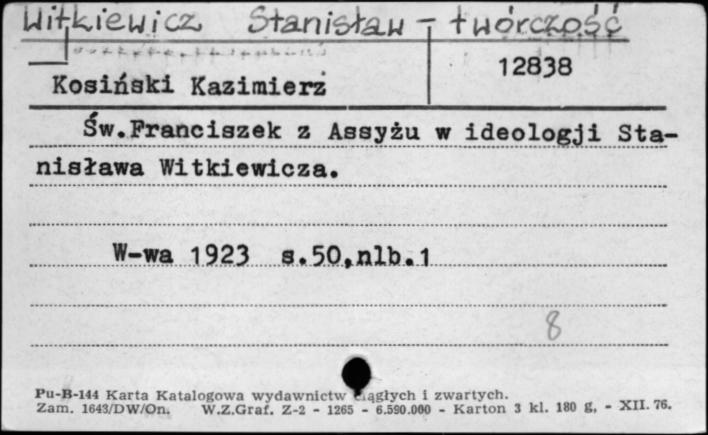 Witkiewicz Stanisław – twórczość
Kosiński Kazimierz
12838
Św.Franciszek z Assyżu w ideologji Sta-
nisława Witkiewicza.
W-wa 1923 s.50,nlb.1
8
Pu-B-144 Karta Katalogowa wydawnictw ciągłych i zwartych.
Zam. 1643/DW/On. W.Z.Graf. Z-2 - 1265 - 6.590.000 - Karton 3 kl. 180 g, - XII. 76.